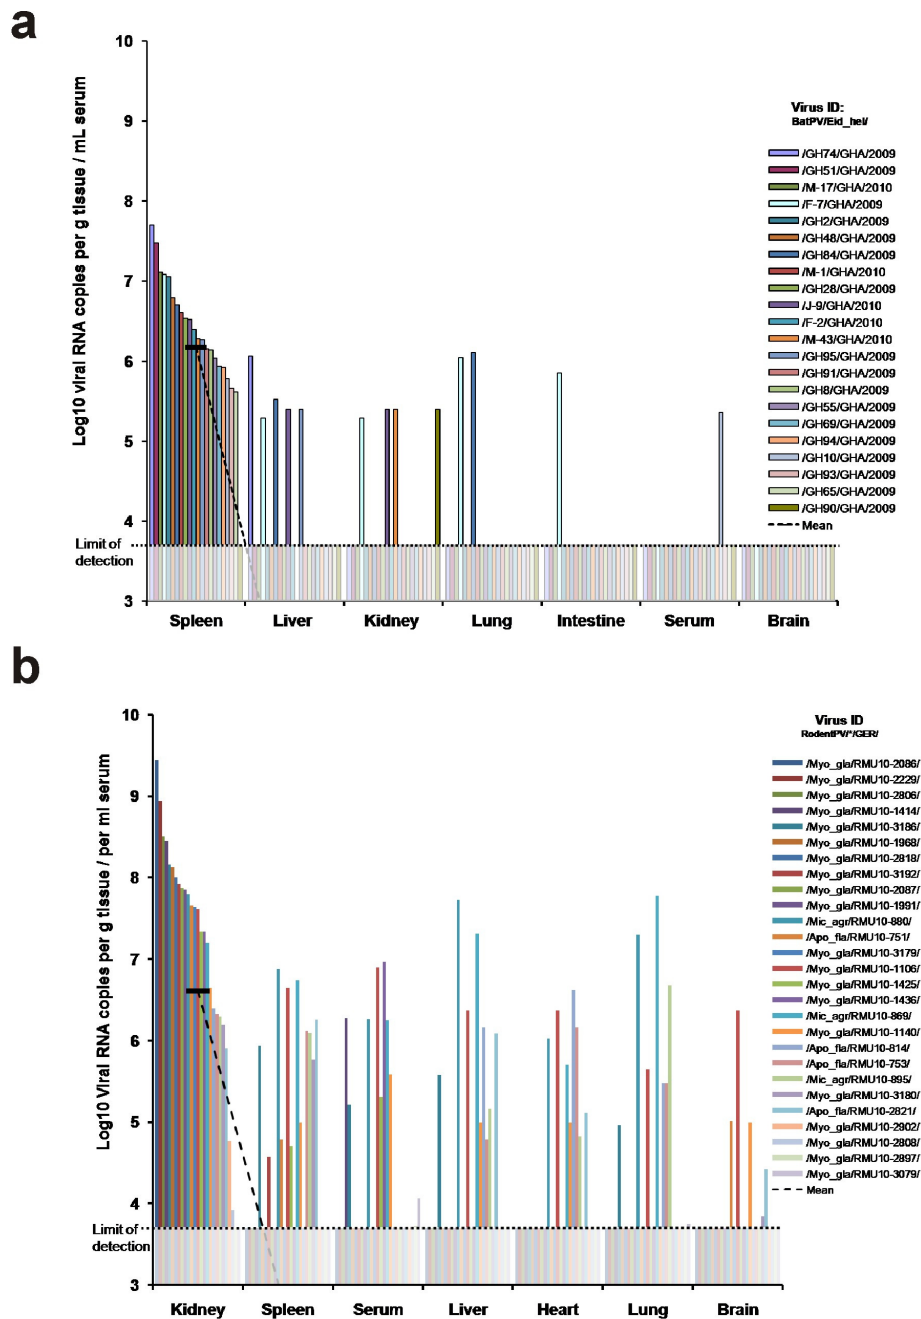 a
10
9
8
7
6
5
4
3
Log10 viral RNA copies per g tissue / mL serum
Limit of
detection
Spleen Liver Kidney Lung Intestine Serum Brain
Virus ID:
BatPV/Eid_hel/
/GH74/GHA/2009
/GH51/GHA/2009
/M-17/GHA/2010
/F-7/GHA/2009
/GH2/GHA/2009
/GH48/GHA/2009
/GH84/GHA/2009
/M-1/GHA/2010
/GH28/GHA/2009
/J-9/GHA/2010
/F-2/GHA/2010
/M-43/GHA/2010
/GH95/GHA/2009
/GH91/GHA/2009
/GH8/GHA/2009
/GH55/GHA/2009
/GH69/GHA/2009
/GH94/GHA/2009
/GH10/GHA/2009
/GH93/GHA/2009
/GH65/GHA/2009
/GH90/GHA/2009
Mean
b
10
9
8
7
6
5
4
3
Log10 Viral RNA copies per g tissue / per ml serum
Limit of
detection
Kidney Spleen Serum Liver Heart Lung Brain
Virus ID
RodentPV/*/GER/
/Myo_gla/RMU10-2086/
/Myo_gla/RMU10-2229/
/Myo_gla/RMU10-2806/
/Myo_gla/RMU10-1414/
/Myo_gla/RMU10-3186/
/Myo_gla/RMU10-1968/
/Myo_gla/RMU10-2818/
/Myo_gla/RMU10-3192/
/Myo_gla/RMU10-2087/
/Myo_gla/RMU10-1991/
/Mic_agr/RMU10-880/
/Apo_fla/RMU10-751/
/Myo_gla/RMU10-3179/
/Myo_gla/RMU10-1106/
/Myo_gla/RMU10-1425/
/Myo_gla/RMU10-1436/
/Mic_agr/RMU10-869/
/Myo_gla/RMU10-1140/
/Apo_fla/RMU10-814/
/Apo_fla/RMU10-753/
/Mic_agr/RMU10-895/
/Myo_gla/RMU10-3180/
/Apo_fla/RMU10-2821/
/Myo_gla/RMU10-2902/
/Myo_gla/RMU10-2808/
/Myo_gla/RMU10-2897/
/Myo_gla/RMU10-3079/
Mean